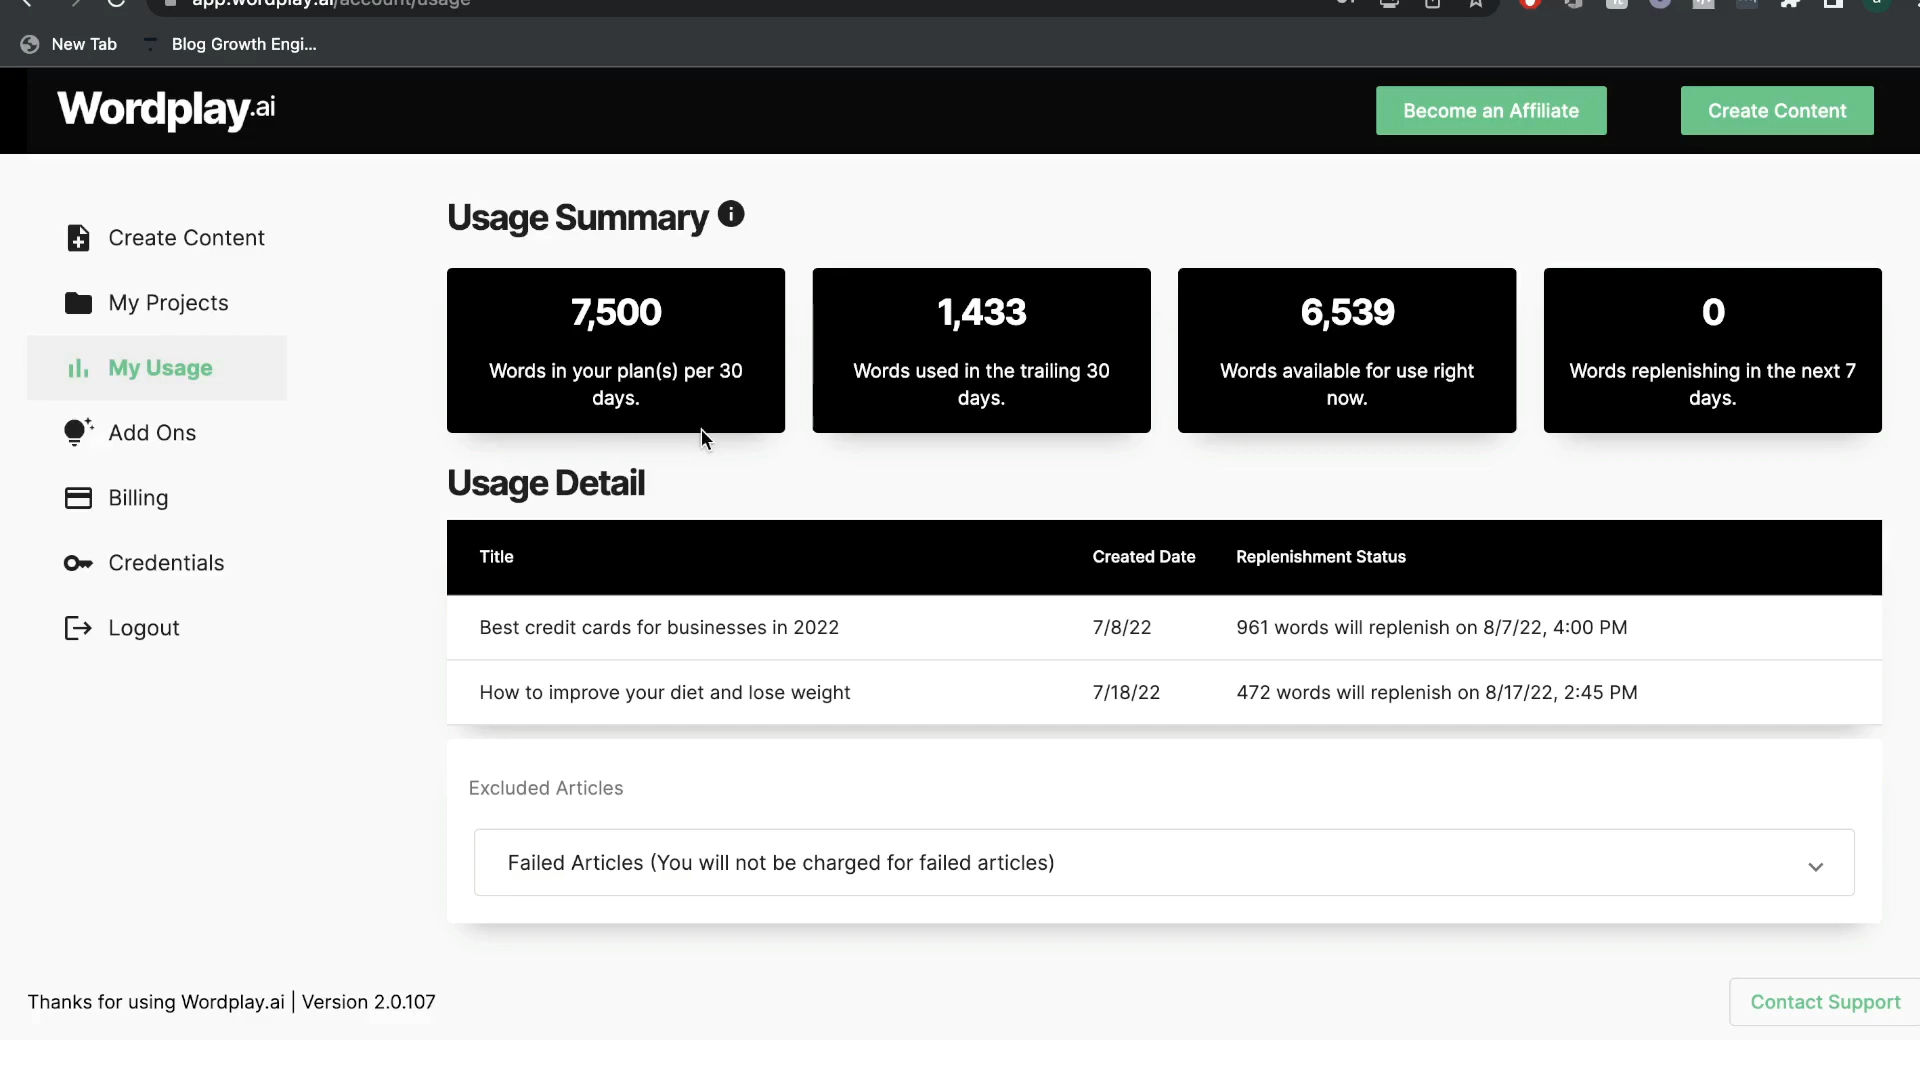 app.wordplay.ai/account/usage
New Tab
Blog Growth Engi...
Wordplay.ai
Become an Affiliate
Create Content
Create Content
My Projects
My Usage
Add Ons
Billing
Credentials
Logout
Usage Summary
7,500
Words in your plan(s) per 30
days.
1,433
Words used in the trailing 30
days.
6,539
Words available for use right
now.
0
Words replenishing in the next 7
days.
Usage Detail
Title Created Date Replenishment Status
Best credit cards for businesses in 2022 7/8/22 961 words will replenish on 8/7/22, 4:00 PM
How to improve your diet and lose weight 7/18/22 472 words will replenish on 8/17/22, 2:45 PM
Excluded Articles
Failed Articles (You will not be charged for failed articles)
Thanks for using Wordplay.ai | Version 2.0.107
Contact Support